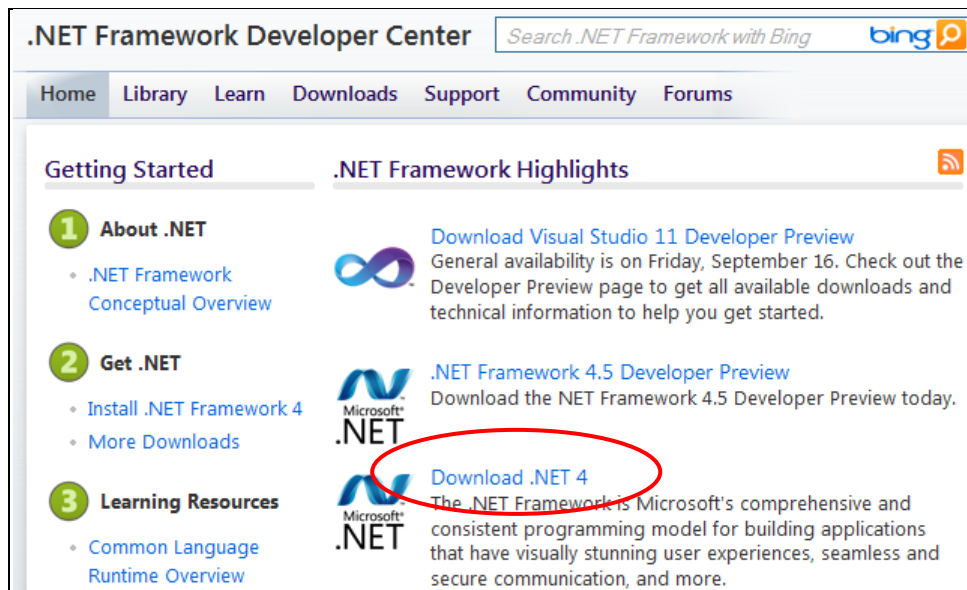 .NET Framework Developer Center
Search .NET Framework with Bing
bing
Home Library Learn Downloads Support Community Forums
Getting Started
1 About .NET
.NET Framework
Conceptual Overview
2 Get .NET
Install .NET Framework 4
More Downloads
3 Learning Resources
Common Language
Runtime Overview
.NET Framework Highlights
Download Visual Studio 11 Developer Preview
General availability is on Friday, September 16. Check out the
Developer Preview page to get all available downloads and
technical information to help you get started.
Microsoft®
.NET
.NET Framework 4.5 Developer Preview
Download the NET Framework 4.5 Developer Preview today.
Microsoft®
.NET
Download .NET 4
The .NET Framework is Microsoft's comprehensive and
consistent programming model for building applications
that have visually stunning user experiences, seamless and
secure communication, and more.